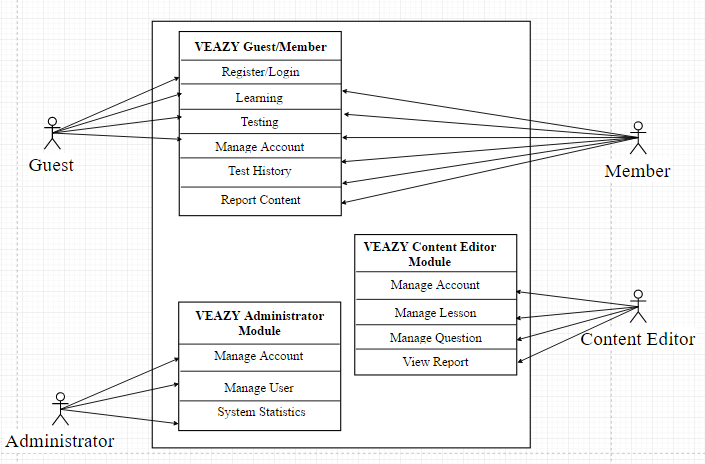 VEAZY Guest/Member
Register/Login
Learning
Testing
Manage Account
Test History
Report Content
Guest
Member
VEAZY Content Editor
Module
Manage Account
Manage Lesson
Manage Question
View Report
Content Editor
VEAZY Administrator
Module
Manage Account
Manage User
System Statistics
Administrator